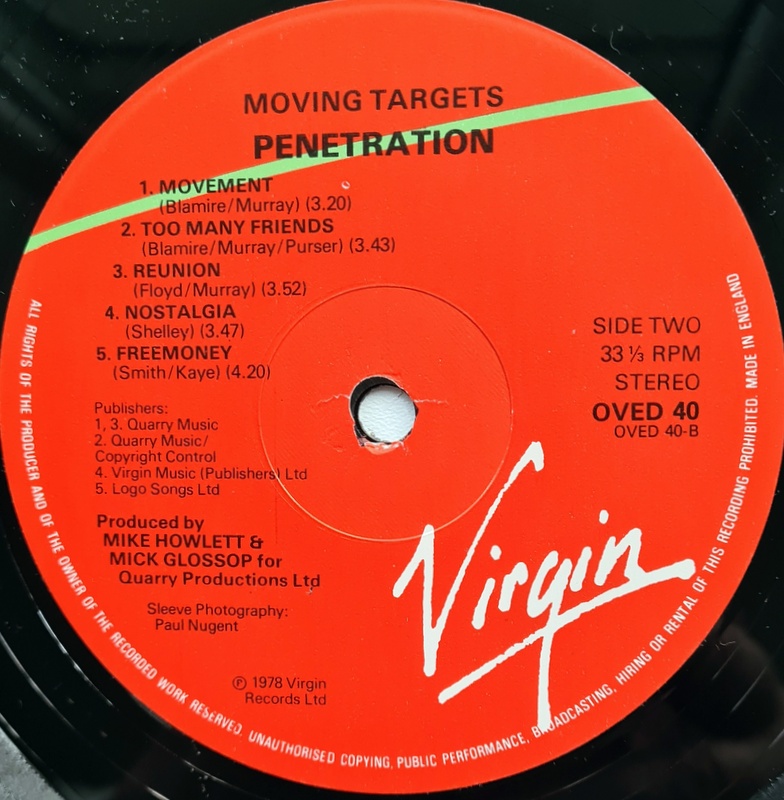 MOVING TARGETS
PENETRATION
1. MOVEMENT
(Blamire/Murray) (3.20)
2. TOO MANY FRIENDS
(Blamire/Murray/Purser) (3.43)
3. REUNION
(Floyd/Murray) (3.52)
4. NOSTALGIA
(Shelley) (3.47)
5. FREEMONEY
(Smith/Kaye) (4.20)
Publishers:
1, 3. Quarry Music
2. Quarry Music/
Copyright Control
4. Virgin Music (Publishers) Ltd
5. Logo Songs Ltd
Produced by
MIKE HOWLETT &
MICK GLOSSOP for
Quarry Productions Ltd
Sleeve Photography:
Paul Nugent
℗ 1978 Virgin
Records Ltd
SIDE TWO
33 ⅓ RPM
STEREO
OVED 40
OVED 40-B
Virgin
ALL RIGHTS OF THE PRODUCER AND OF THE OWNER OF THE RECORDED WORK RESERVED. UNAUTHORISED COPYING, PUBLIC PERFORMANCE, BROADCASTING, HIRING OR RENTAL OF THIS RECORDING PROHIBITED. MADE IN ENGLAND